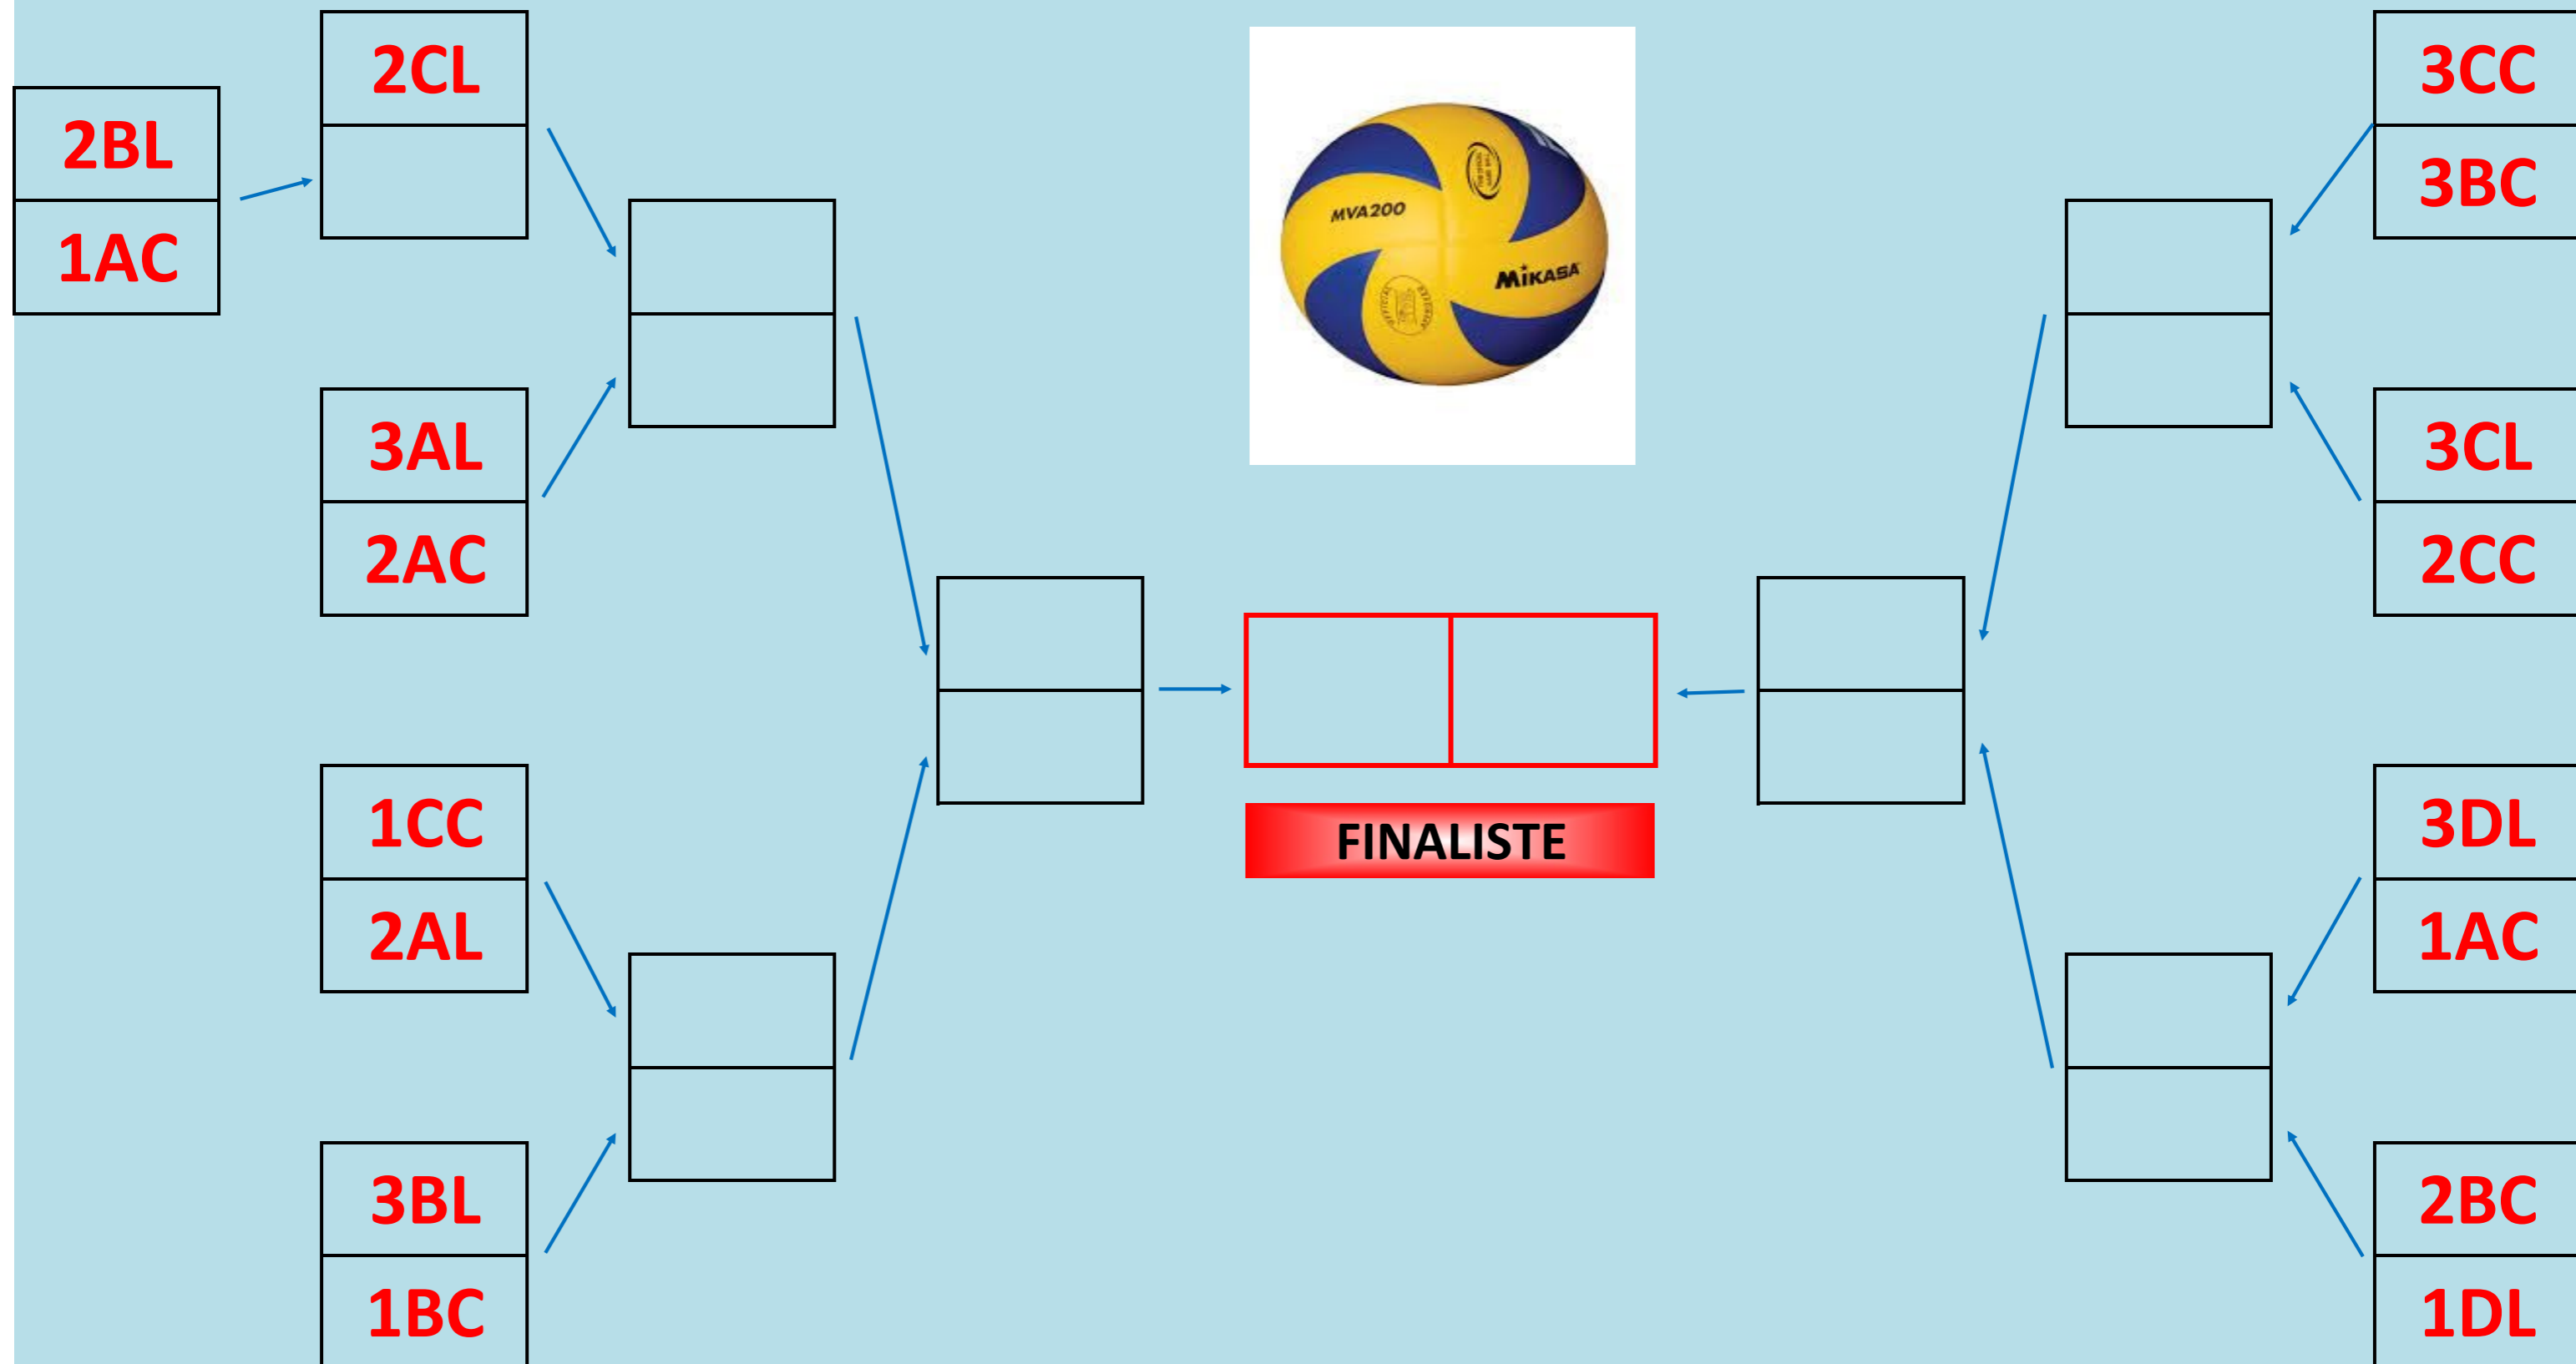 2BL
1AC
2CL
3AL
2AC
1CC
2AL
3BL
1BC
MVA200
MIKASA
FINALISTE
3CC
3BC
3CL
2CC
3DL
1AC
2BC
1DL